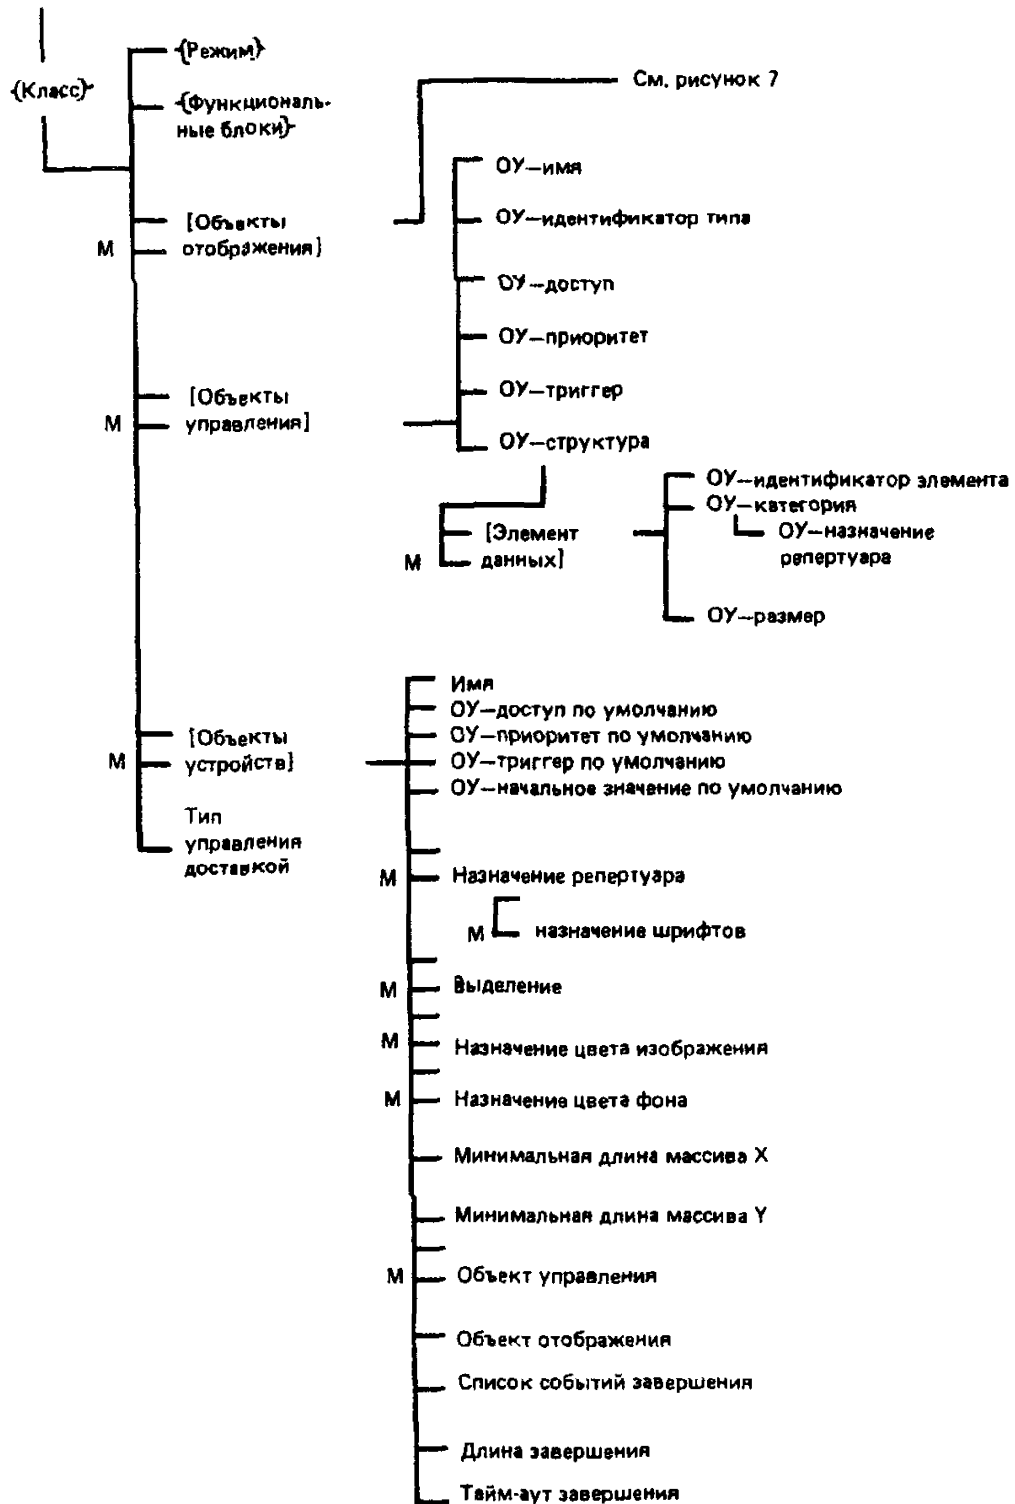 {Класс}
{Режим}
{Функциональ-
ные блоки}
М
[Объекты
отображения]
См. рисунок 7
М
[Объекты
управления]
ОУ—имя
ОУ—идентификатор типа
ОУ—доступ
ОУ—приоритет
ОУ—триггер
ОУ—структура
М
[Элемент
данных]
ОУ—идентификатор элемента
ОУ—категория
ОУ—назначение
репертуара
ОУ—размер
М
[Объекты
устройств]
Тип
управления
доставкой
Имя
ОУ—доступ по умолчанию
ОУ—приоритет по умолчанию
ОУ—триггер по умолчанию
ОУ—начальное значение по умолчанию
М Назначение репертуара
М назначение шрифтов
М Выделение
М Назначение цвета изображения
М Назначение цвета фона
Минимальная длина массива X
Минимальная длина массива Y
М Объект управления
Объект отображения
Список событий завершения
Длина завершения
Тайм-аут завершения